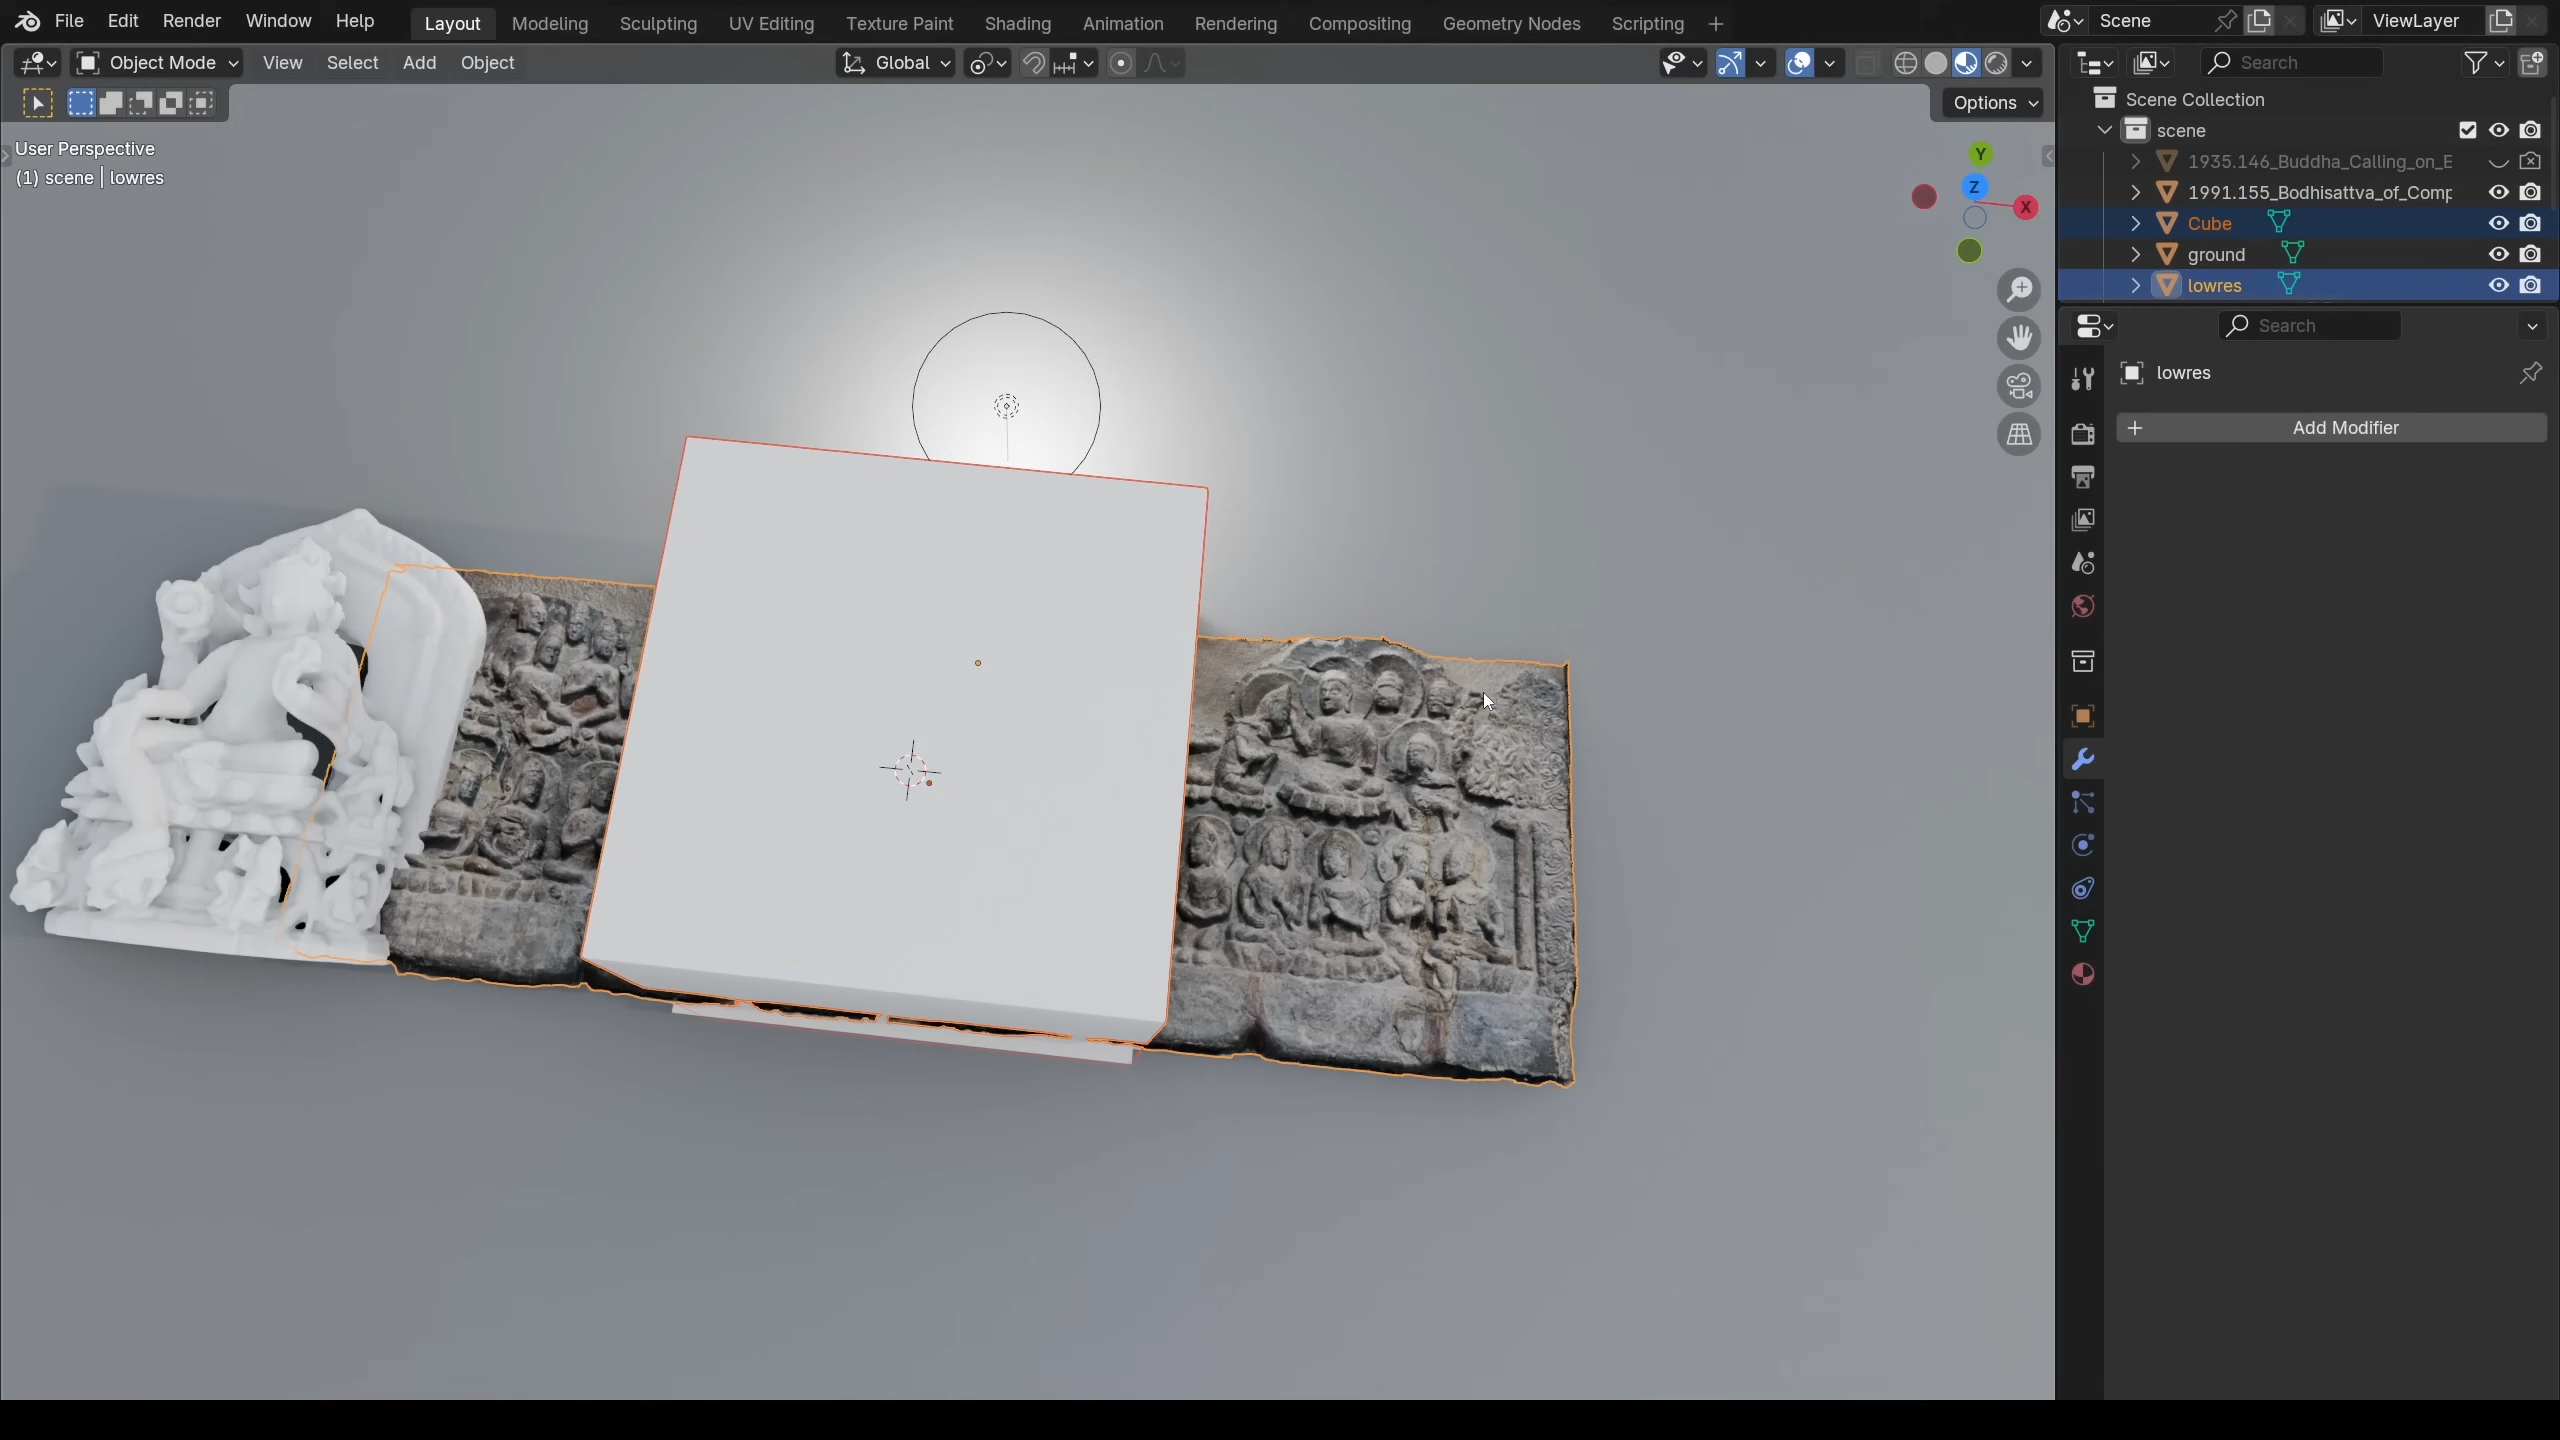 File Edit Render Window Help
Layout Modeling Sculpting UV Editing Texture Paint Shading Animation Rendering Compositing Geometry Nodes Scripting +
Scene
ViewLayer
Object Mode View Select Add Object
Global
Search
Options
User Perspective
(1) scene | lowres
Y
Z
X
Scene Collection
scene
1935.146_Buddha_Calling_on_E
1991.155_Bodhisattva_of_Comp
Cube
ground
lowres
Search
lowres
+ Add Modifier